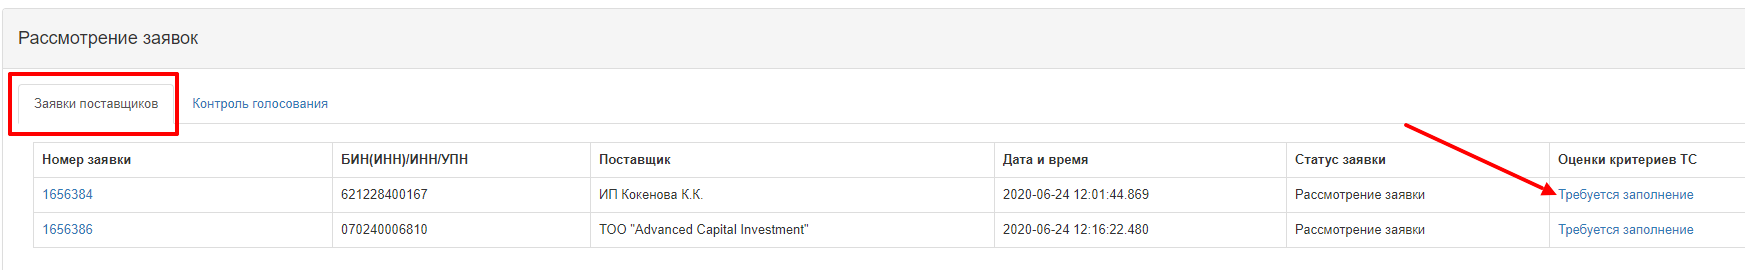 Рассмотрение заявок
Заявки поставщиков Контроль голосования
Номер заявки БИН(ИНН)/ИНН/УПН Поставщик Дата и время Статус заявки Оценки критериев ТС
1656384 621228400167 ИП Кокенова К.К. 2020-06-24 12:01:44.869 Рассмотрение заявки Требуется заполнение
1656386 070240006810 ТОО "Advanced Capital Investment" 2020-06-24 12:16:22.480 Рассмотрение заявки Требуется заполнение